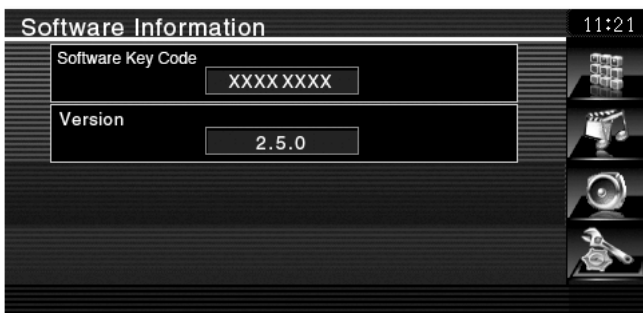 Software Information
11:21
Software Key Code
XXXX XXXX
Version
2.5.0